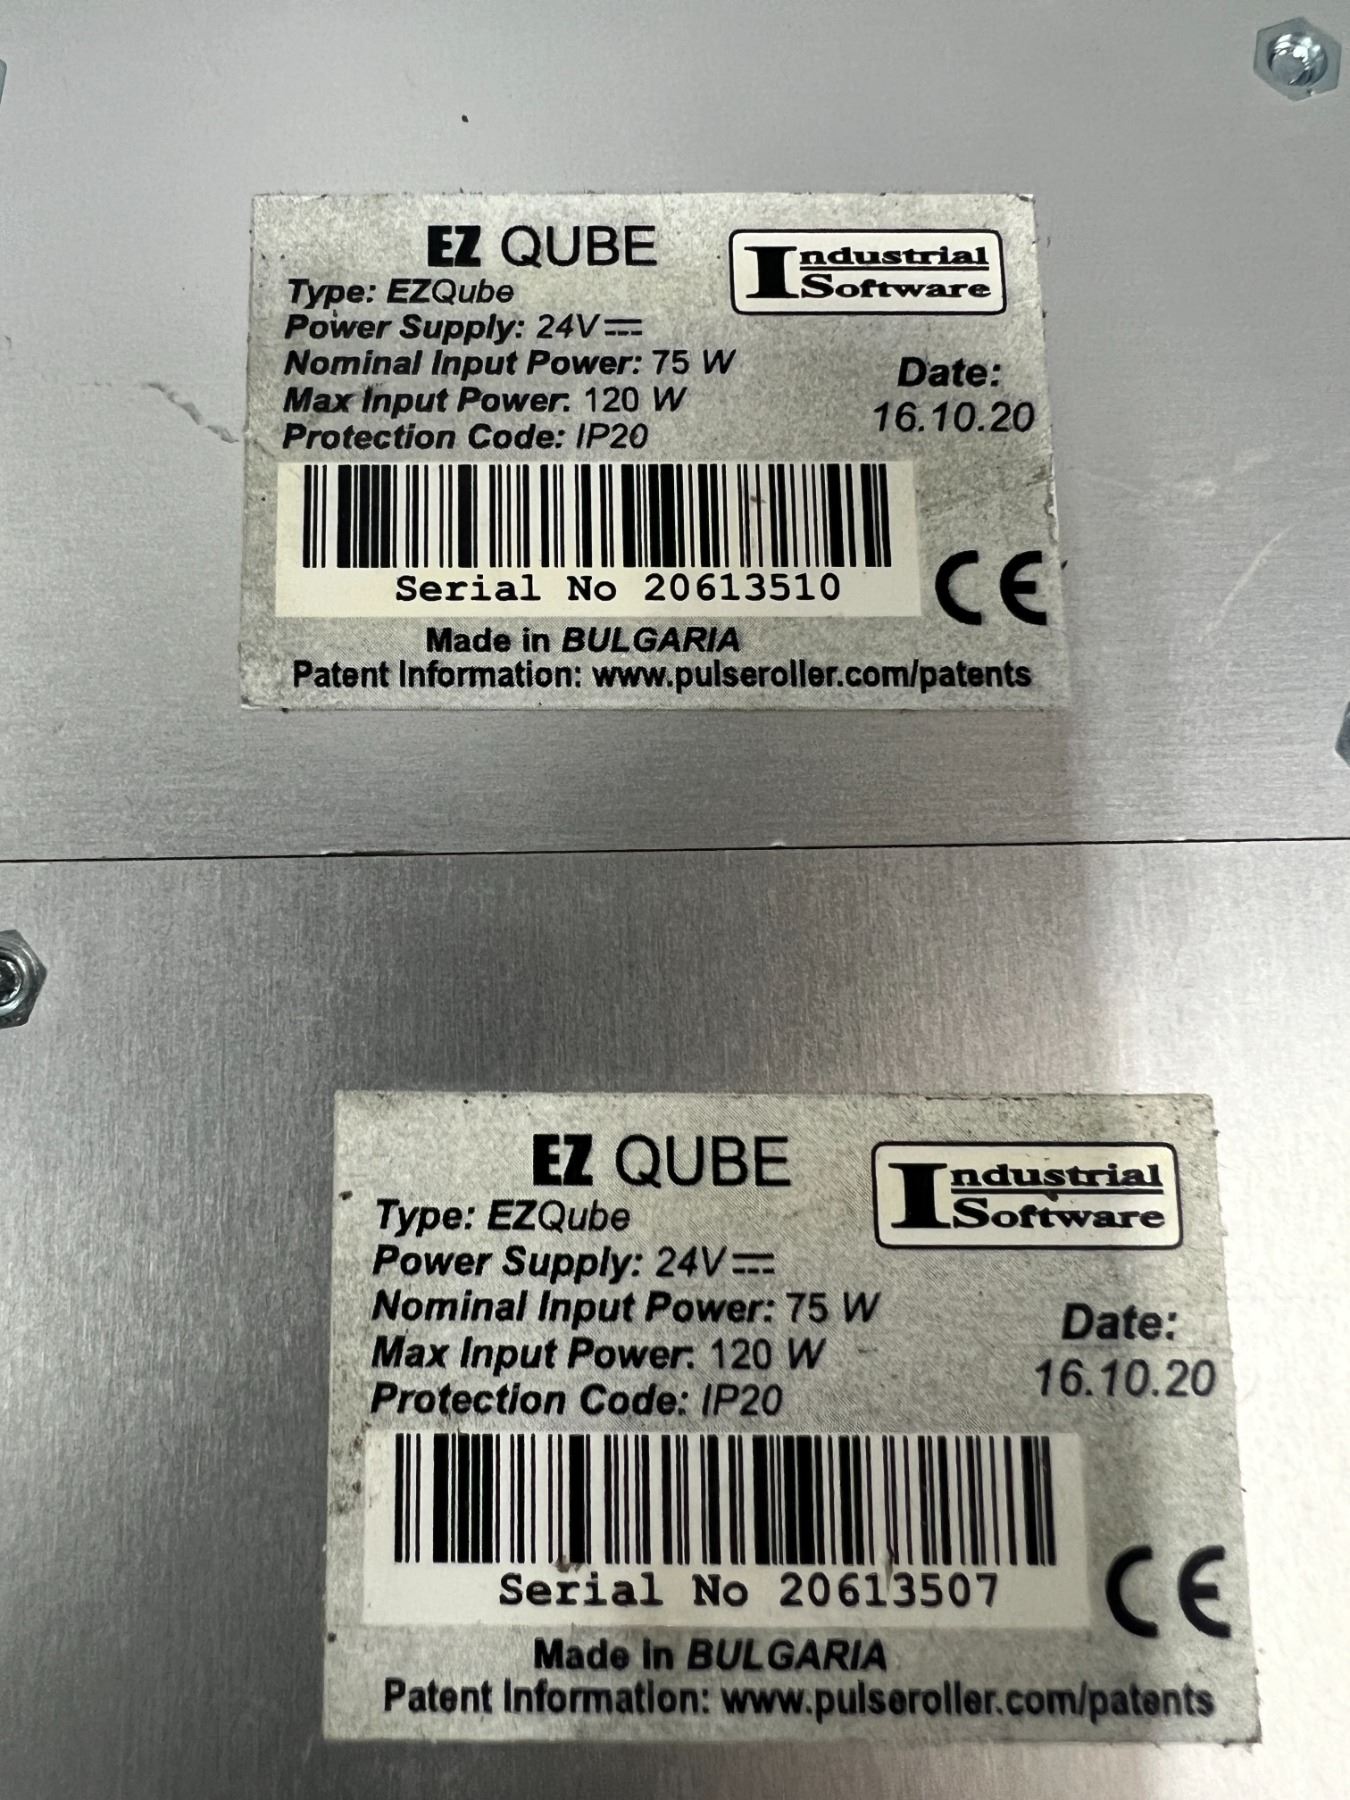 EZ QUBE
Industrial
Software
Type: EZQube
Power Supply: 24V⎓
Nominal Input Power: 75 W
Max Input Power: 120 W
Protection Code: IP20
Date:
16.10.20
Serial No 20613510
CE
Made in BULGARIA
Patent Information: www.pulseroller.com/patents
EZ QUBE
Industrial
Software
Type: EZQube
Power Supply: 24V⎓
Nominal Input Power: 75 W
Max Input Power: 120 W
Protection Code: IP20
Date:
16.10.20
Serial No 20613507
CE
Made in BULGARIA
Patent Information: www.pulseroller.com/patents